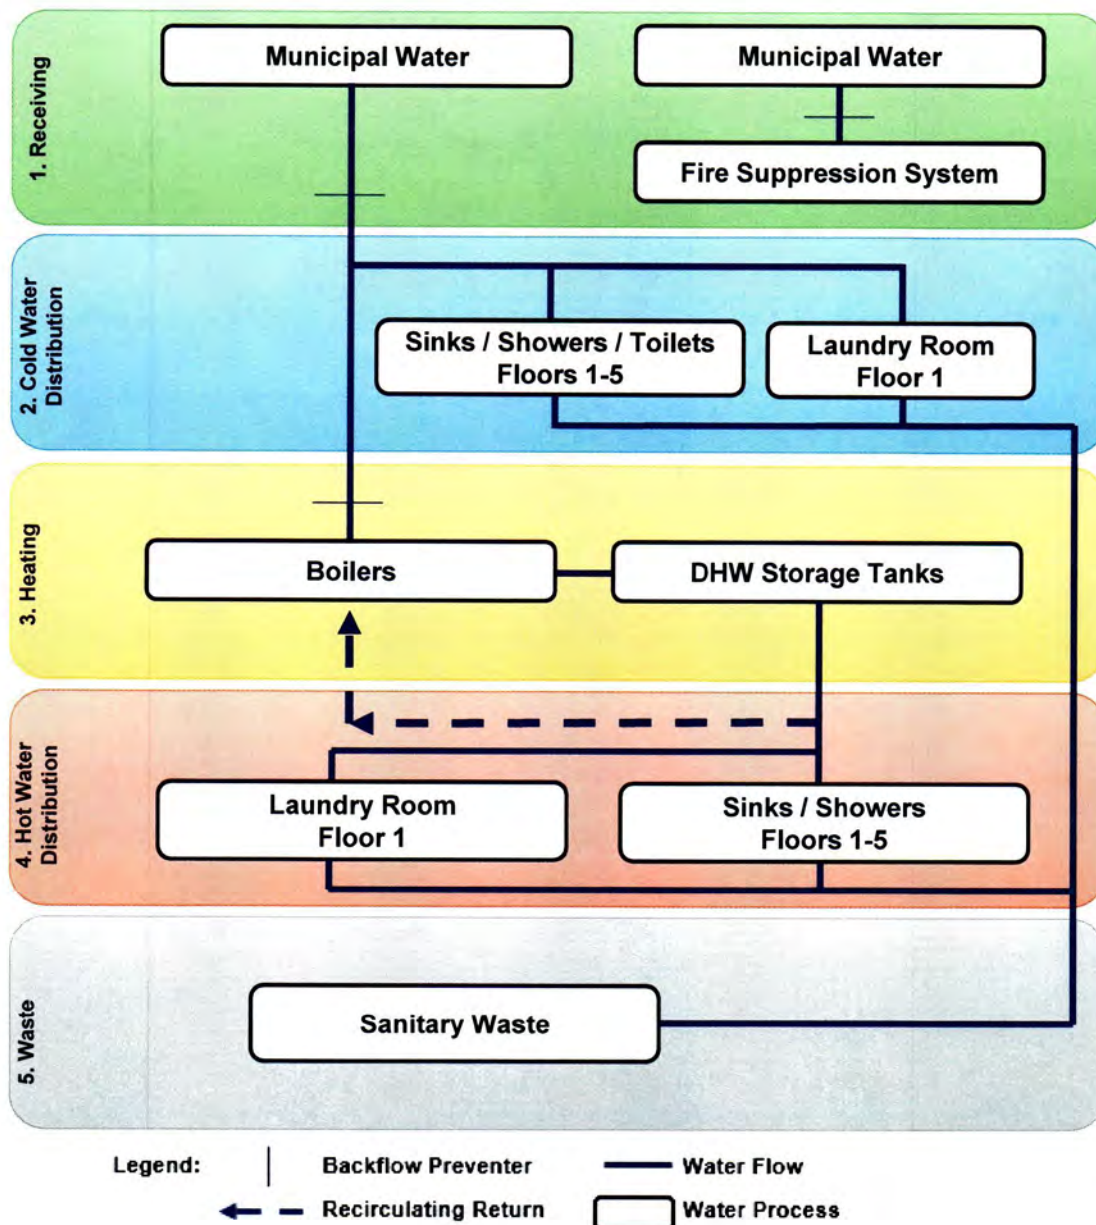 1. Receiving
Municipal Water
Municipal Water
Fire Suppression System
2. Cold Water
Distribution
Sinks / Showers / Toilets
Floors 1-5
Laundry Room
Floor 1
3. Heating
Boilers
DHW Storage Tanks
4. Hot Water
Distribution
Laundry Room
Floor 1
Sinks / Showers
Floors 1-5
5. Waste
Sanitary Waste
Legend:
Backflow Preventer
Water Flow
Recirculating Return
Water Process